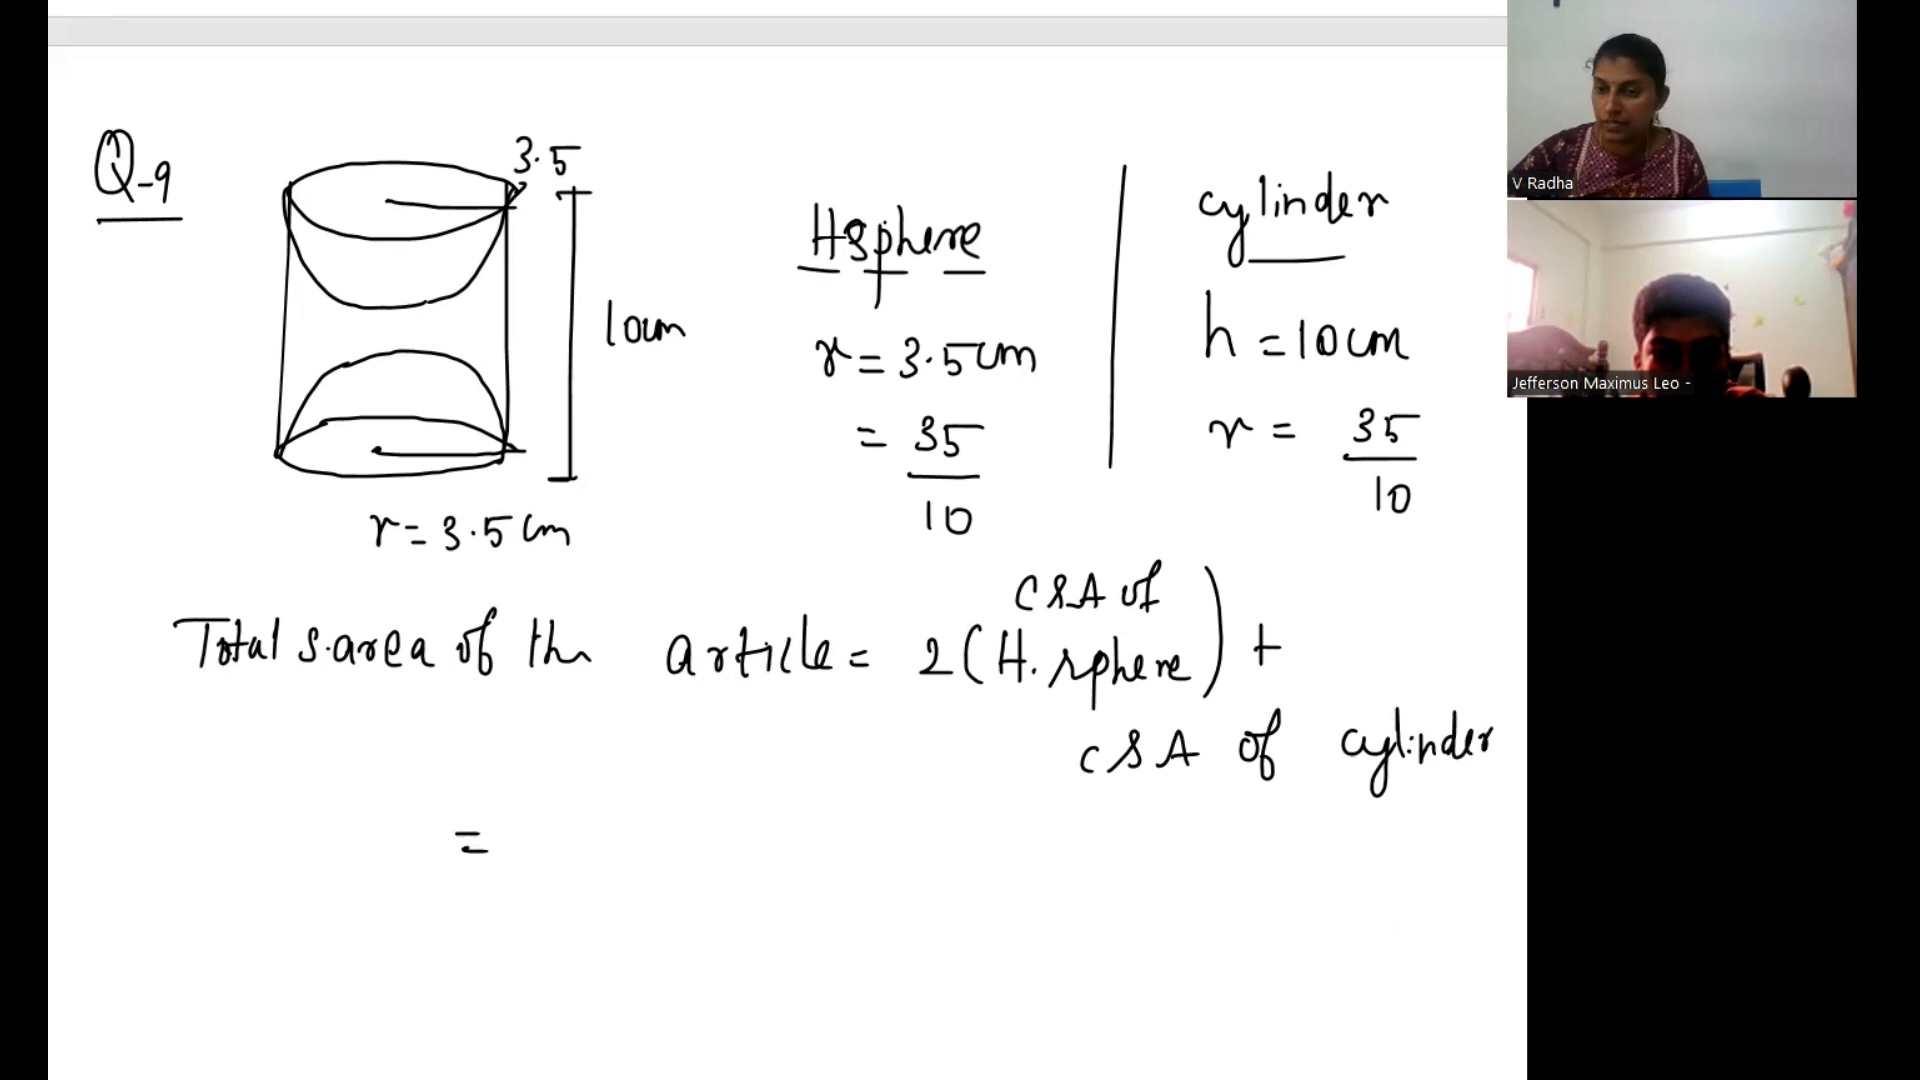 Q-9
3.5
10cm
r = 3.5 cm
H sphere
r = 3.5 cm
= 35
10
cylinder
h = 10 cm
r = 35
10
Total s.area of the article = 2 (CSA of H. sphere) +
CSA of cylinder
=
V Radha
Jefferson Maximus Leo -